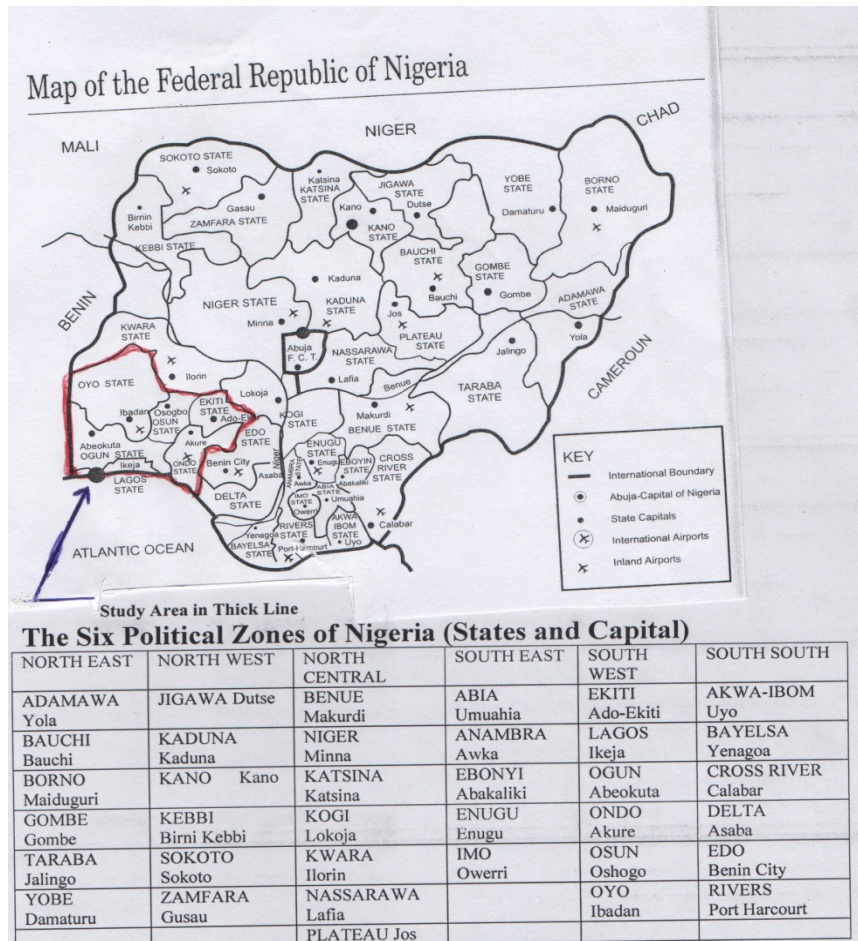 Map of the Federal Republic of Nigeria
MALI
NIGER
CHAD
SOKOTO STATE
Sokoto
Katsina
KATSINA
STATE
JIGAWA
STATE
YOBE
STATE
BORNO
STATE
Birnin
Kebbi
Gasau
ZAMFARA STATE
Kano
Dutse
Damaturu
Maiduguri
KEBBI STATE
KANO
STATE
BAUCHI
STATE
GOMBE
STATE
BENIN
NIGER STATE
Kaduna
KADUNA
STATE
Bauchi
Gombe
ADAMAWA
STATE
KWARA
STATE
Minna
Jos
PLATEAU
STATE
Yola
Abuja
F. C. T.
NASSARAWA
STATE
Jalingo
CAMEROUN
OYO STATE
Ilorin
Lafia
Benue
TARABA
STATE
Lokoja
KOGI
STATE
Makurdi
BENUE STATE
Ibadan
Osogbo
OSUN
STATE
EKITI
STATE
Ado-Ekiti
EDO
STATE
Abeokuta
OGUN STATE
Akure
ONDO
STATE
Benin City
Asaba
Niger
ENUGU
STATE
Enugu
EBOYIN
STATE
Abakaliki
CROSS
RIVER
STATE
Ikeja
LAGOS
STATE
ANAMBRA
STATE
Awka
ABIA
STATE
Umuahia
DELTA
STATE
IMO
STATE
Owerri
Calabar
ATLANTIC OCEAN
Yenegoa
BAYELSA
STATE
RIVERS
STATE
Port-Harcourt
AKWA
IBOM
STATE
Uyo
KEY
International Boundary
Abuja-Capital of Nigeria
State Capitals
International Airports
Inland Airports
Study Area in Thick Line
The Six Political Zones of Nigeria (States and Capital)
NORTH EAST NORTH WEST NORTH CENTRAL SOUTH EAST SOUTH WEST SOUTH SOUTH
ADAMAWA JIGAWA Dutse BENUE ABIA EKITI AKWA-IBOM
Yola Makurdi Umuahia Ado-Ekiti Uyo
BAUCHI KADUNA NIGER ANAMBRA LAGOS BAYELSA
Bauchi Kaduna Minna Awka Ikeja Yenagoa
BORNO KANO Kano KATSINA EBONYI OGUN CROSS RIVER
Maiduguri Katsina Abakaliki Abeokuta Calabar
GOMBE KEBBI KOGI ENUGU ONDO DELTA
Gombe Birni Kebbi Lokoja Enugu Akure Asaba
TARABA SOKOTO KWARA IMO OSUN EDO
Jalingo Sokoto Ilorin Owerri Oshogo Benin City
YOBE ZAMFARA NASSARAWA OYO RIVERS
Damaturu Gusau Lafia Ibadan Port Harcourt
PLATEAU Jos